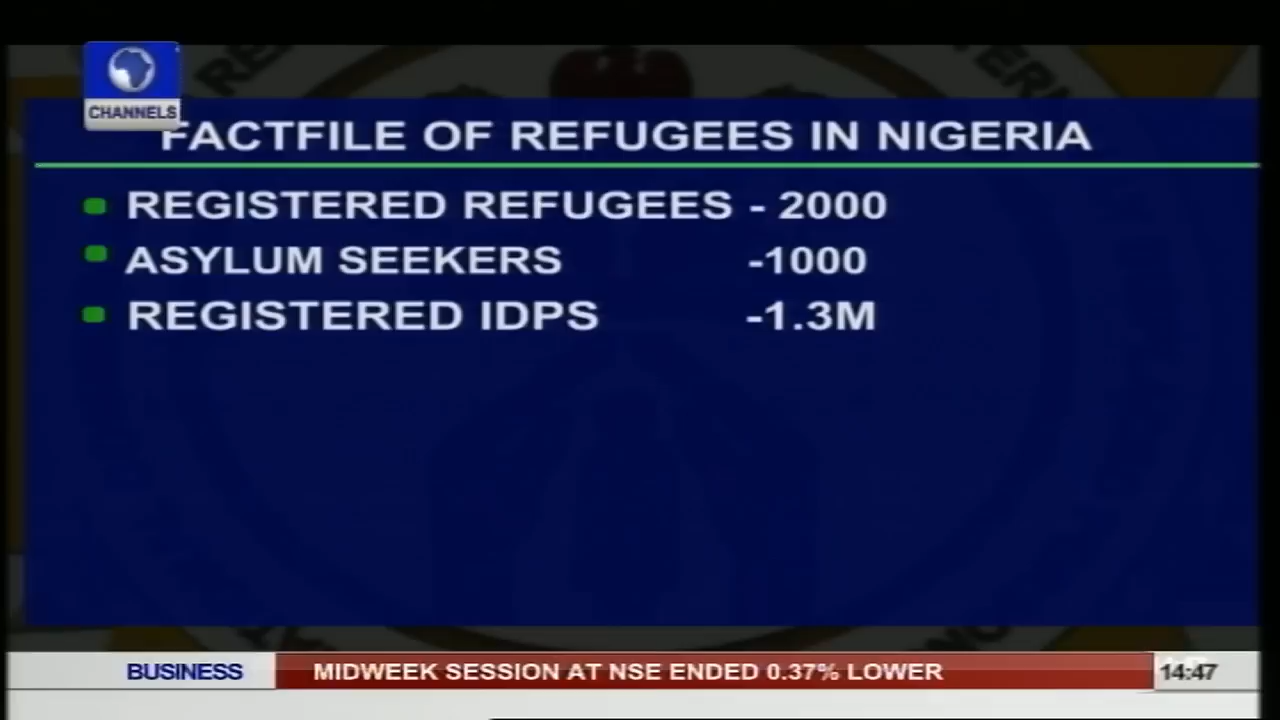 CHANNELS
FACTFILE OF REFUGEES IN NIGERIA
REGISTERED REFUGEES - 2000
ASYLUM SEEKERS -1000
REGISTERED IDPS -1.3M
BUSINESS MIDWEEK SESSION AT NSE ENDED 0.37% LOWER 14:47